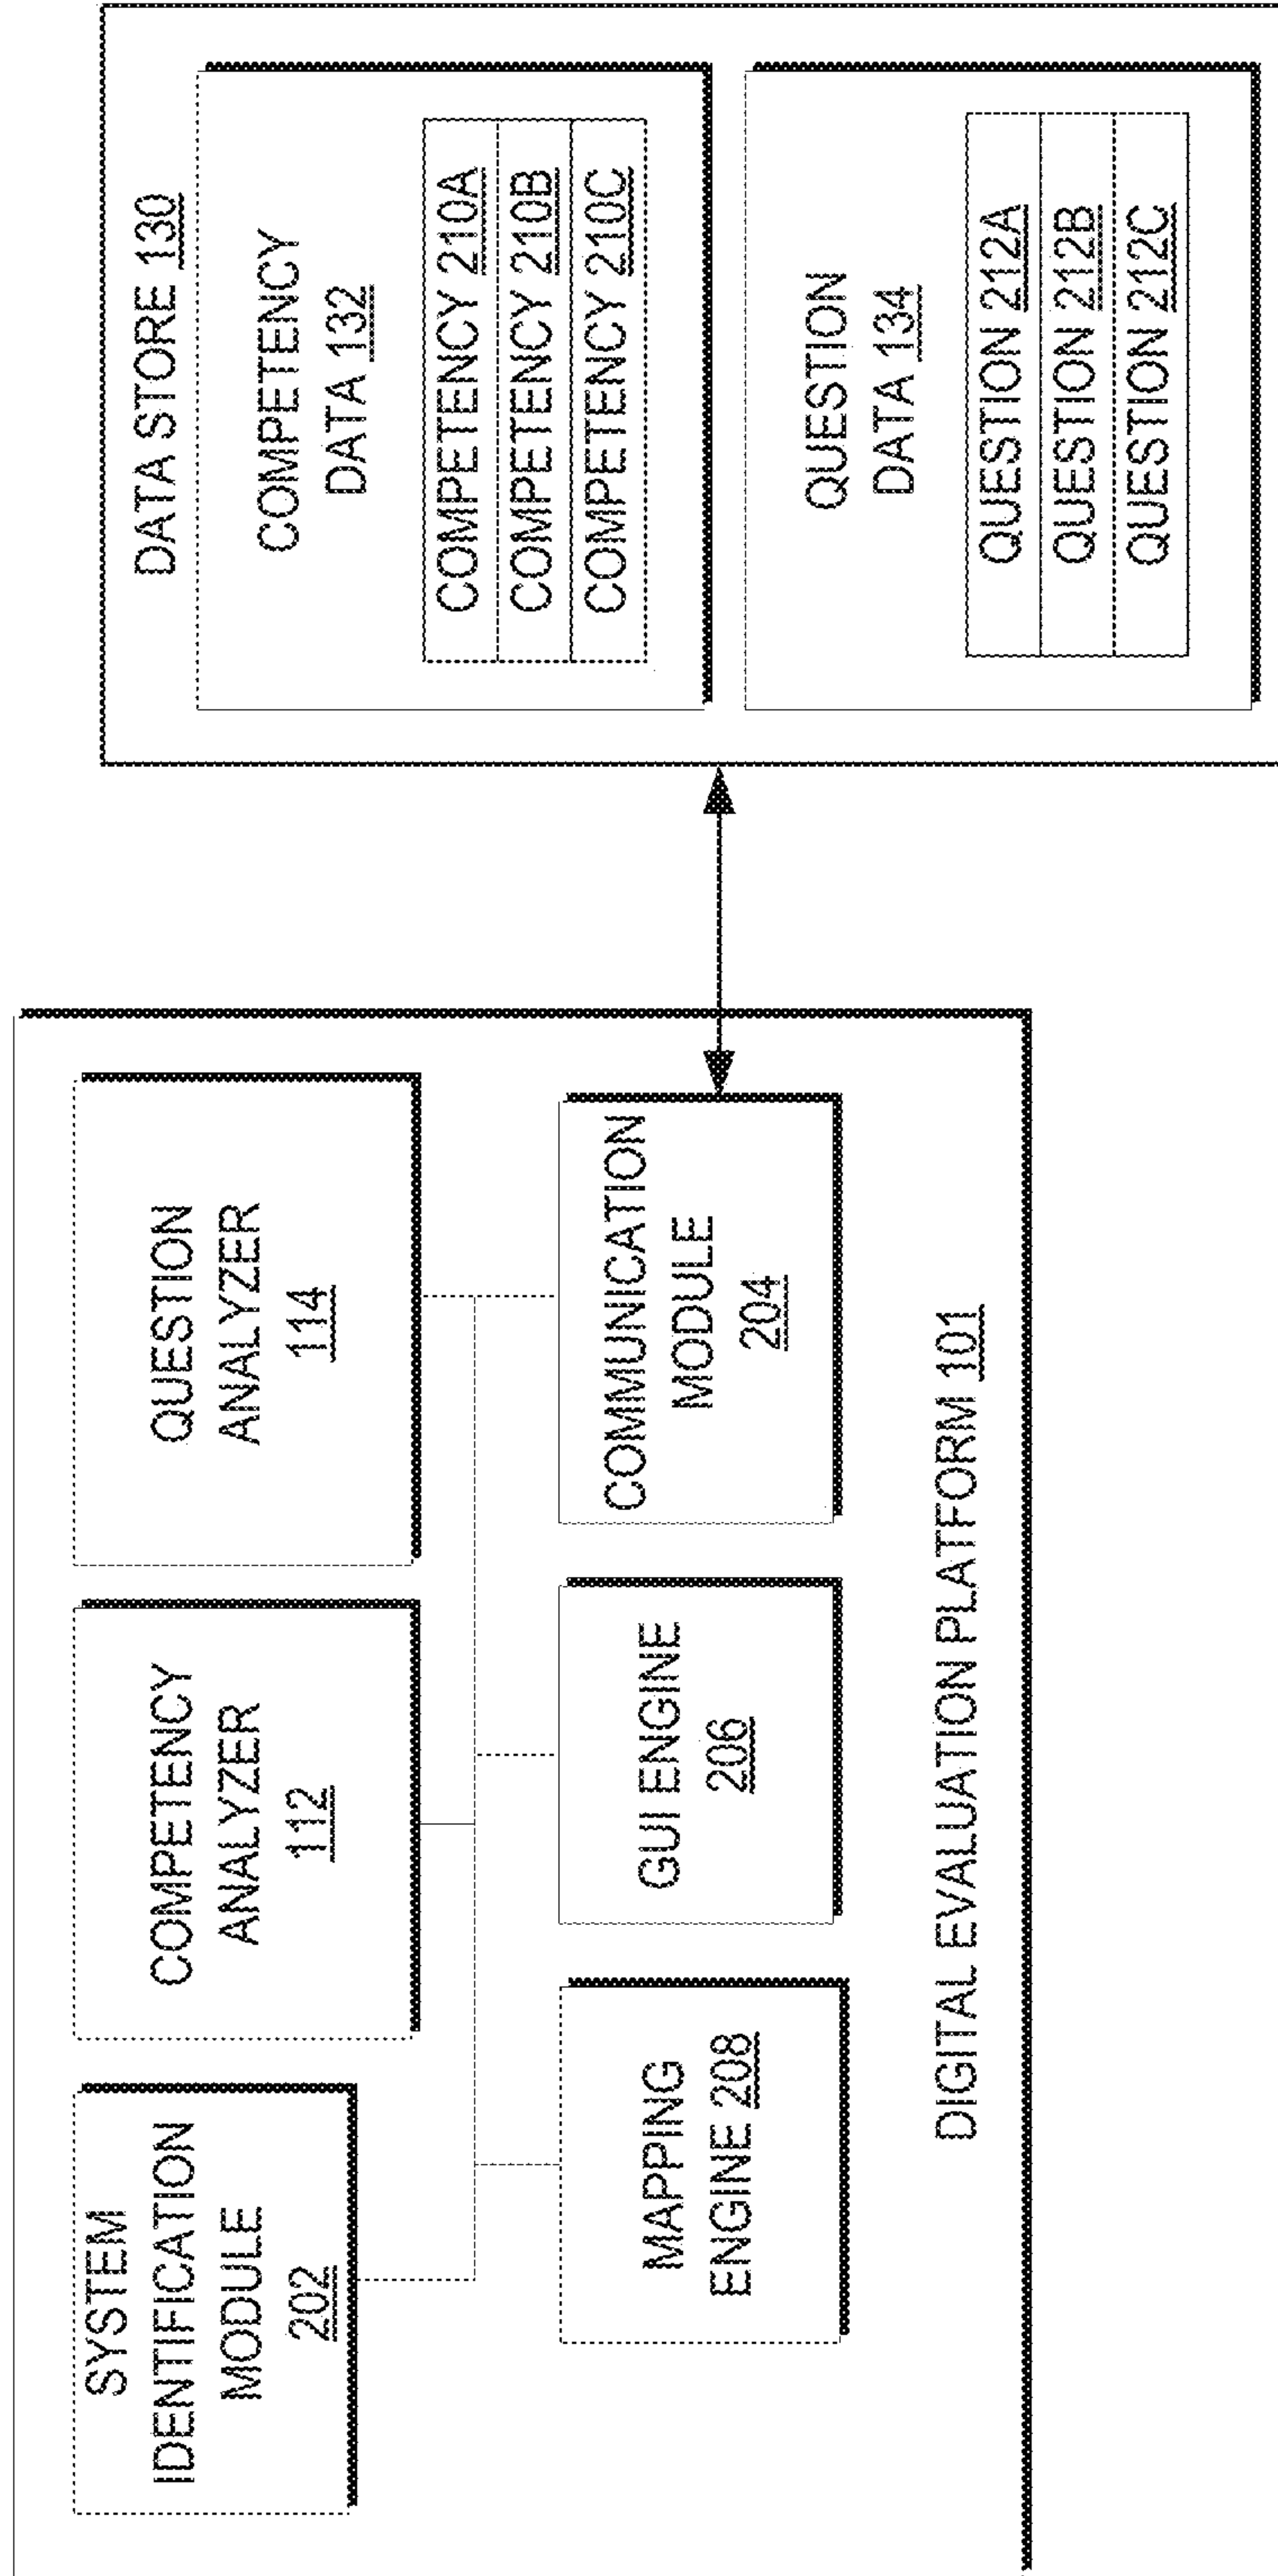 SYSTEM
IDENTIFICATION
MODULE
202
COMPETENCY
ANALYZER
112
QUESTION
ANALYZER
114
MAPPING
ENGINE 208
GUI ENGINE
206
COMMUNICATION
MODULE
204
DIGITAL EVALUATION PLATFORM 101
DATA STORE 130
COMPETENCY
DATA 132
COMPETENCY 210A
COMPETENCY 210B
COMPETENCY 210C
QUESTION
DATA 134
QUESTION 212A
QUESTION 212B
QUESTION 212C